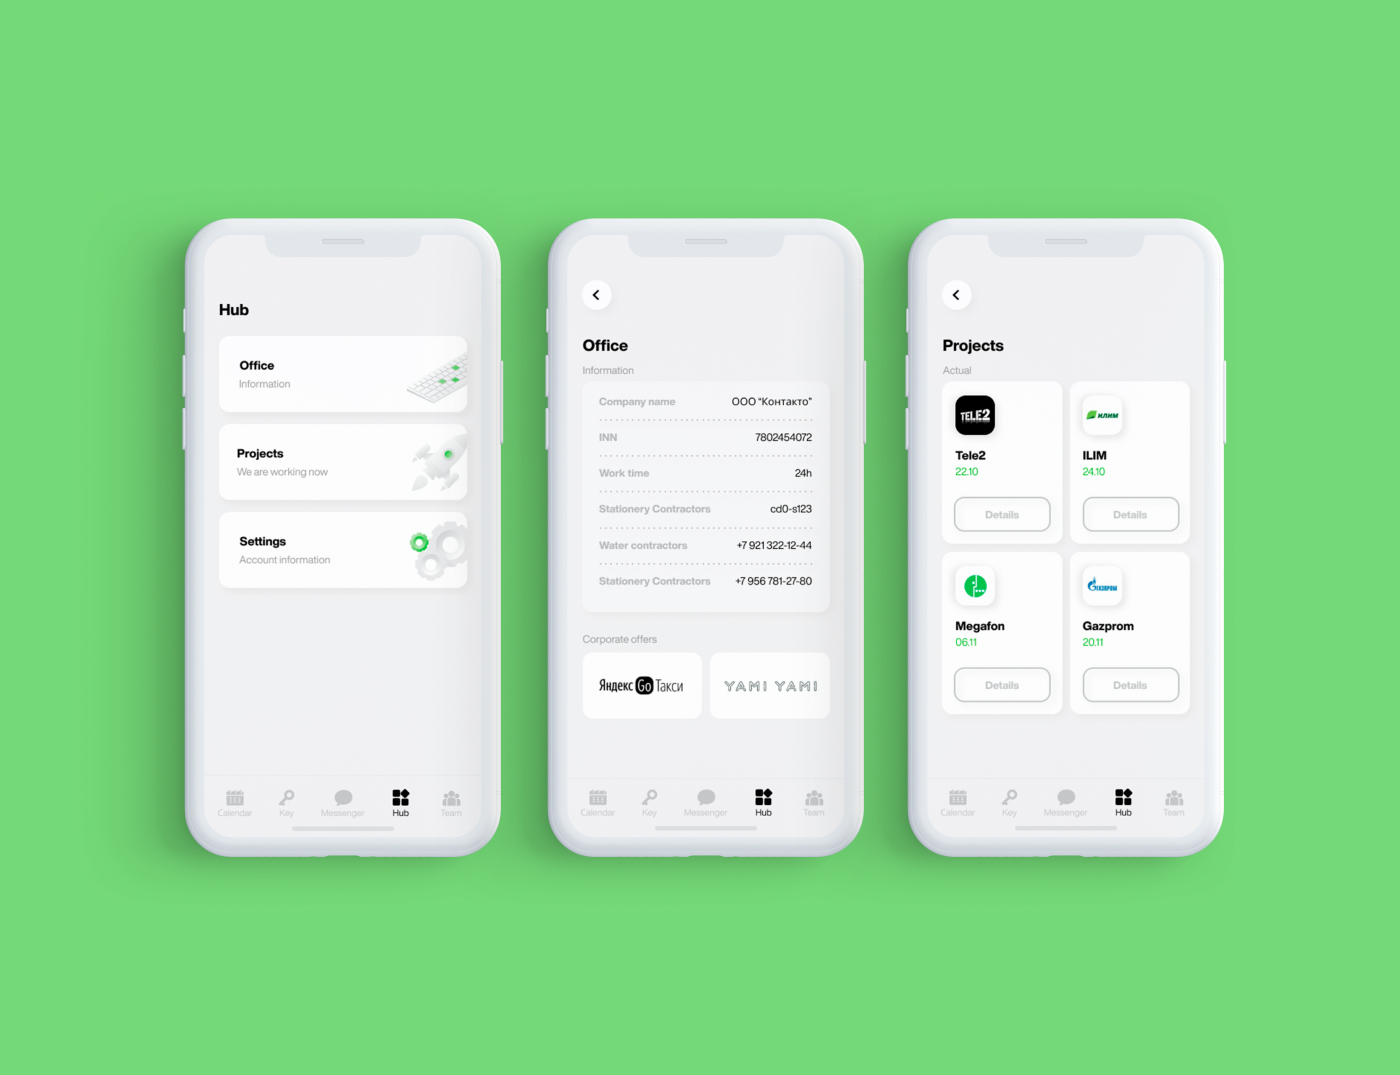 Hub
Office
Information
Projects
We are working now
Settings
Account information
Calendar
Key
Messenger
Hub
Team
Office
Information
Company name ООО "Контакто"
INN 7802454072
Work time 24h
Stationery Contractors cd0-s123
Water contractors +7 921 322-12-44
Stationery Contractors +7 956 781-27-80
Corporate offers
Яндекс Go Такси
YAMI YAMI
Calendar
Key
Messenger
Hub
Team
Projects
Actual
TELE2
Tele2
22.10
Details
ИЛИМ
ILIM
24.10
Details
Megafon
06.11
Details
ГАЗПРОМ
Gazprom
20.11
Details
Calendar
Key
Messenger
Hub
Team